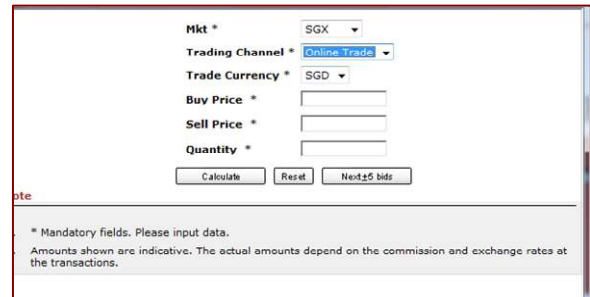 Mkt * SGX
Trading Channel * Online Trade
Trade Currency * SGD
Buy Price *
Sell Price *
Quantity *
Calculate Reset Next±5 bids
ote
. * Mandatory fields. Please input data.
. Amounts shown are indicative. The actual amounts depend on the commission and exchange rates at
the transactions.